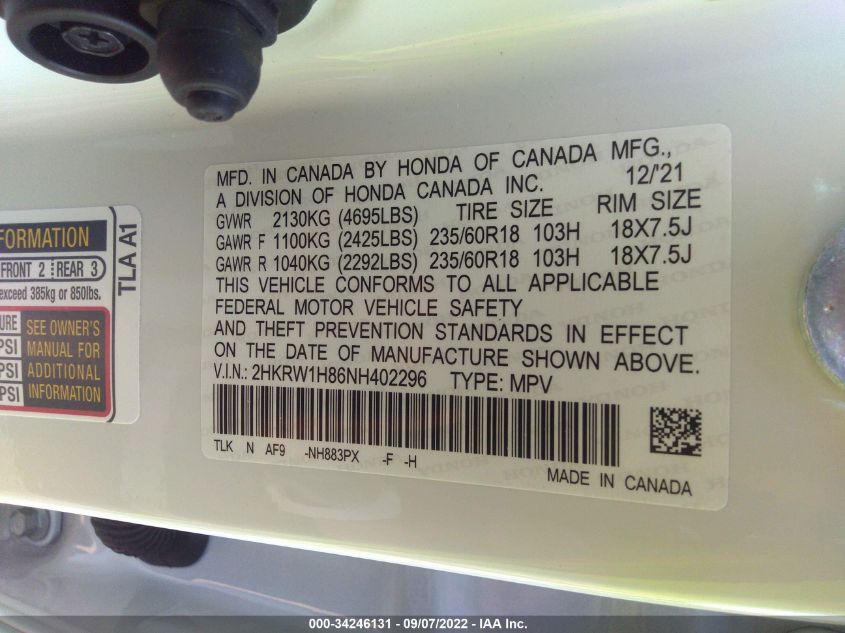 FORMATION
FRONT 2 REAR 3
exceed 385kg or 850lbs.
SEE OWNER'S
PSI MANUAL FOR
ADDITIONAL
PSI INFORMATION
TLA A1
MFD. IN CANADA BY HONDA OF CANADA MFG.,
A DIVISION OF HONDA CANADA INC. 12/'21
GVWR 2130KG (4695LBS) TIRE SIZE RIM SIZE
GAWR F 1100KG (2425LBS) 235/60R18 103H 18X7.5J
GAWR R 1040KG (2292LBS) 235/60R18 103H 18X7.5J
THIS VEHICLE CONFORMS TO ALL APPLICABLE
FEDERAL MOTOR VEHICLE SAFETY
AND THEFT PREVENTION STANDARDS IN EFFECT
ON THE DATE OF MANUFACTURE SHOWN ABOVE.
V.I.N.: 2HKRW1H86NH402296 TYPE: MPV
TLK N AF9 -NH883PX -F -H
MADE IN CANADA
000-34246131 - 09/07/2022 - IAA Inc.